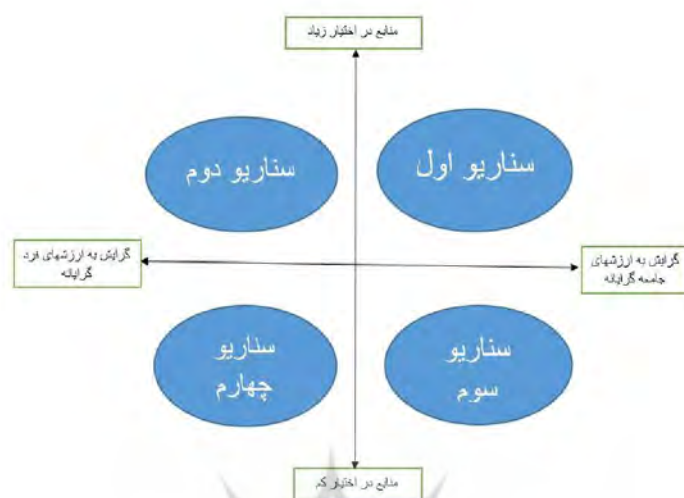 منابع در اختیار زیاد
سناریو اول
سناریو دوم
گرایش به ارزشهای
جامعه گرایانه
گرایش به ارزشهای فرد
گرایانه
سناریو
سوم
سناریو
چهارم
منابع در اختیار کم